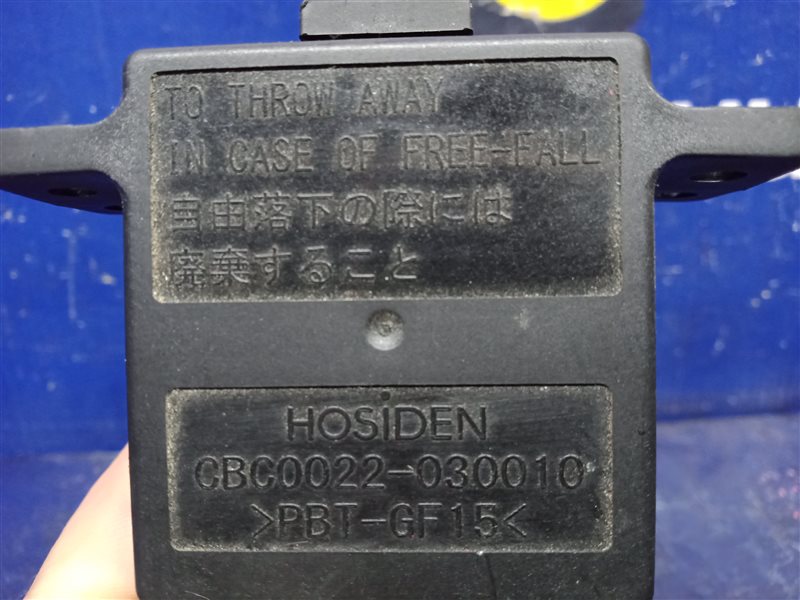 TO THROW AWAY
IN CASE OF FREE-FALL
自由落下の際には
廃棄すること
HOSiDEN
CBC0022-030010
>PBT-GF15<